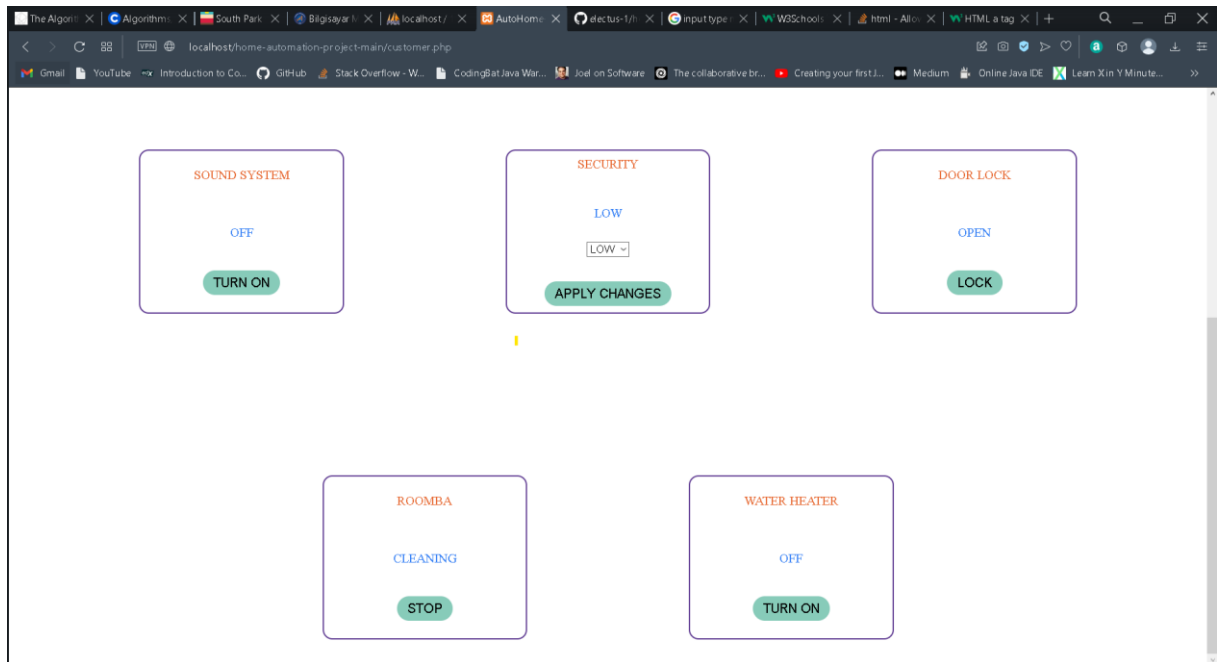 The Algorit
Algorithms
South Park
Bilgisayar M
localhost /
AutoHome
electus-1/h
input type
W3Schools
html - Allov
HTML a tag
VPN
localhost/home-automation-project-main/customer.php
Gmail
YouTube
Introduction to Co...
GitHub
Stack Overflow - W...
CodingBat Java War...
Joel on Software
The collaborative br...
Creating your first J...
Medium
Online Java IDE
Learn X in Y Minute...
SOUND SYSTEM
OFF
TURN ON
SECURITY
LOW
LOW
APPLY CHANGES
DOOR LOCK
OPEN
LOCK
ROOMBA
CLEANING
STOP
WATER HEATER
OFF
TURN ON